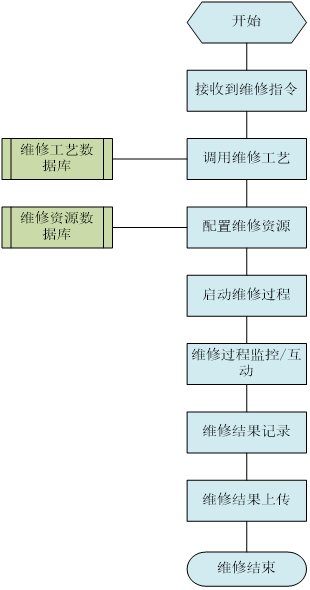 开始
接收到维修指令
维修工艺数
据库
调用维修工艺
维修资源数
据库
配置维修资源
启动维修过程
维修过程监控/互
动
维修结果记录
维修结果上传
维修结束